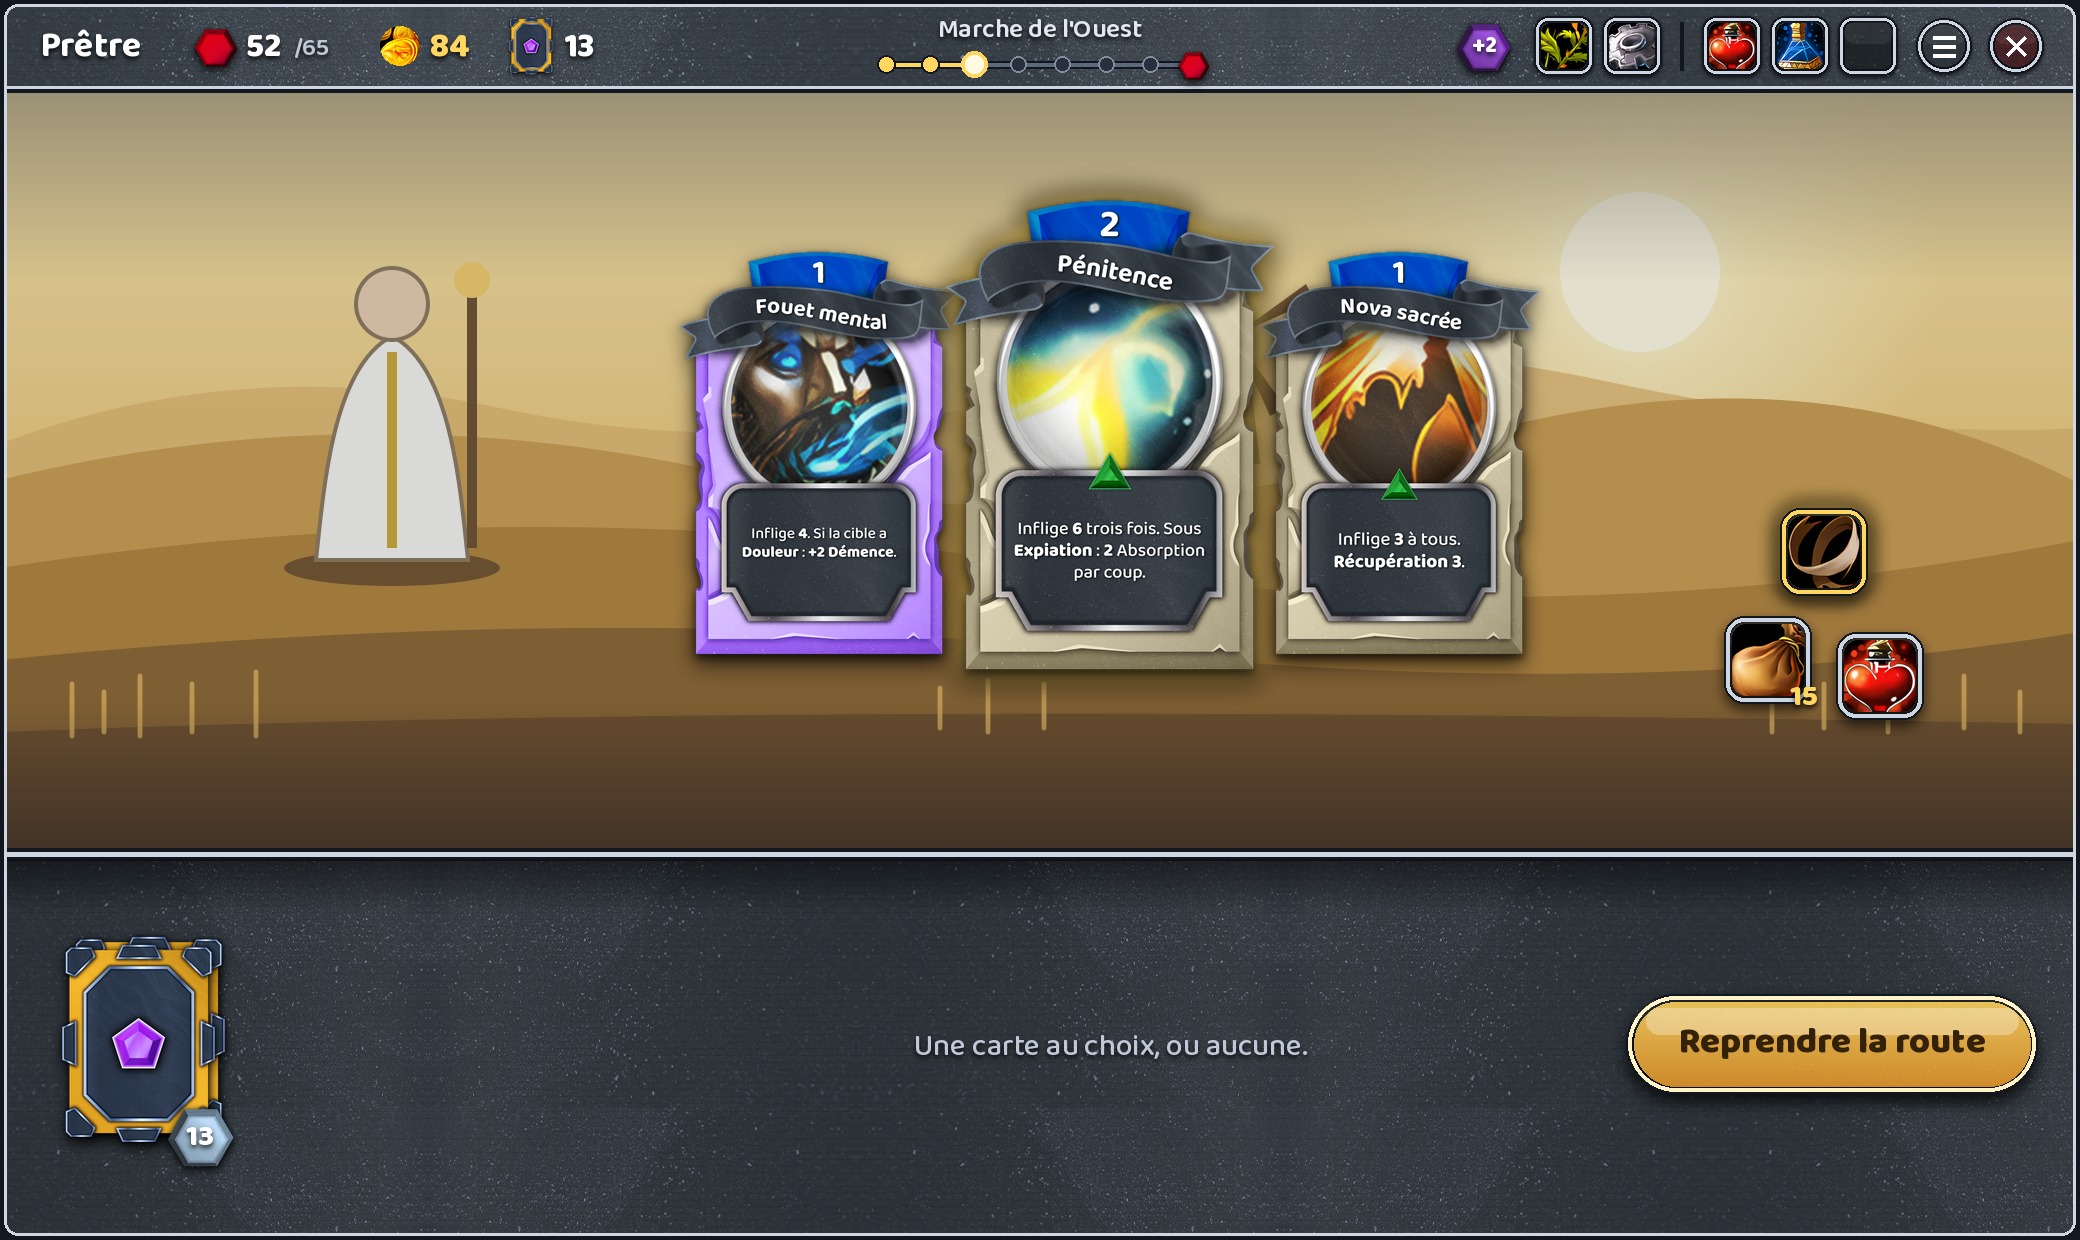 Prêtre
52 /65
84
13
Marche de l'Ouest
+2
1
Fouet mental
Inflige 4. Si la cible a
Douleur : +2 Démence.
2
Pénitence
Inflige 6 trois fois. Sous
Expiation : 2 Absorption
par coup.
1
Nova sacrée
Inflige 3 à tous.
Récupération 3.
15
13
Une carte au choix, ou aucune.
Reprendre la route